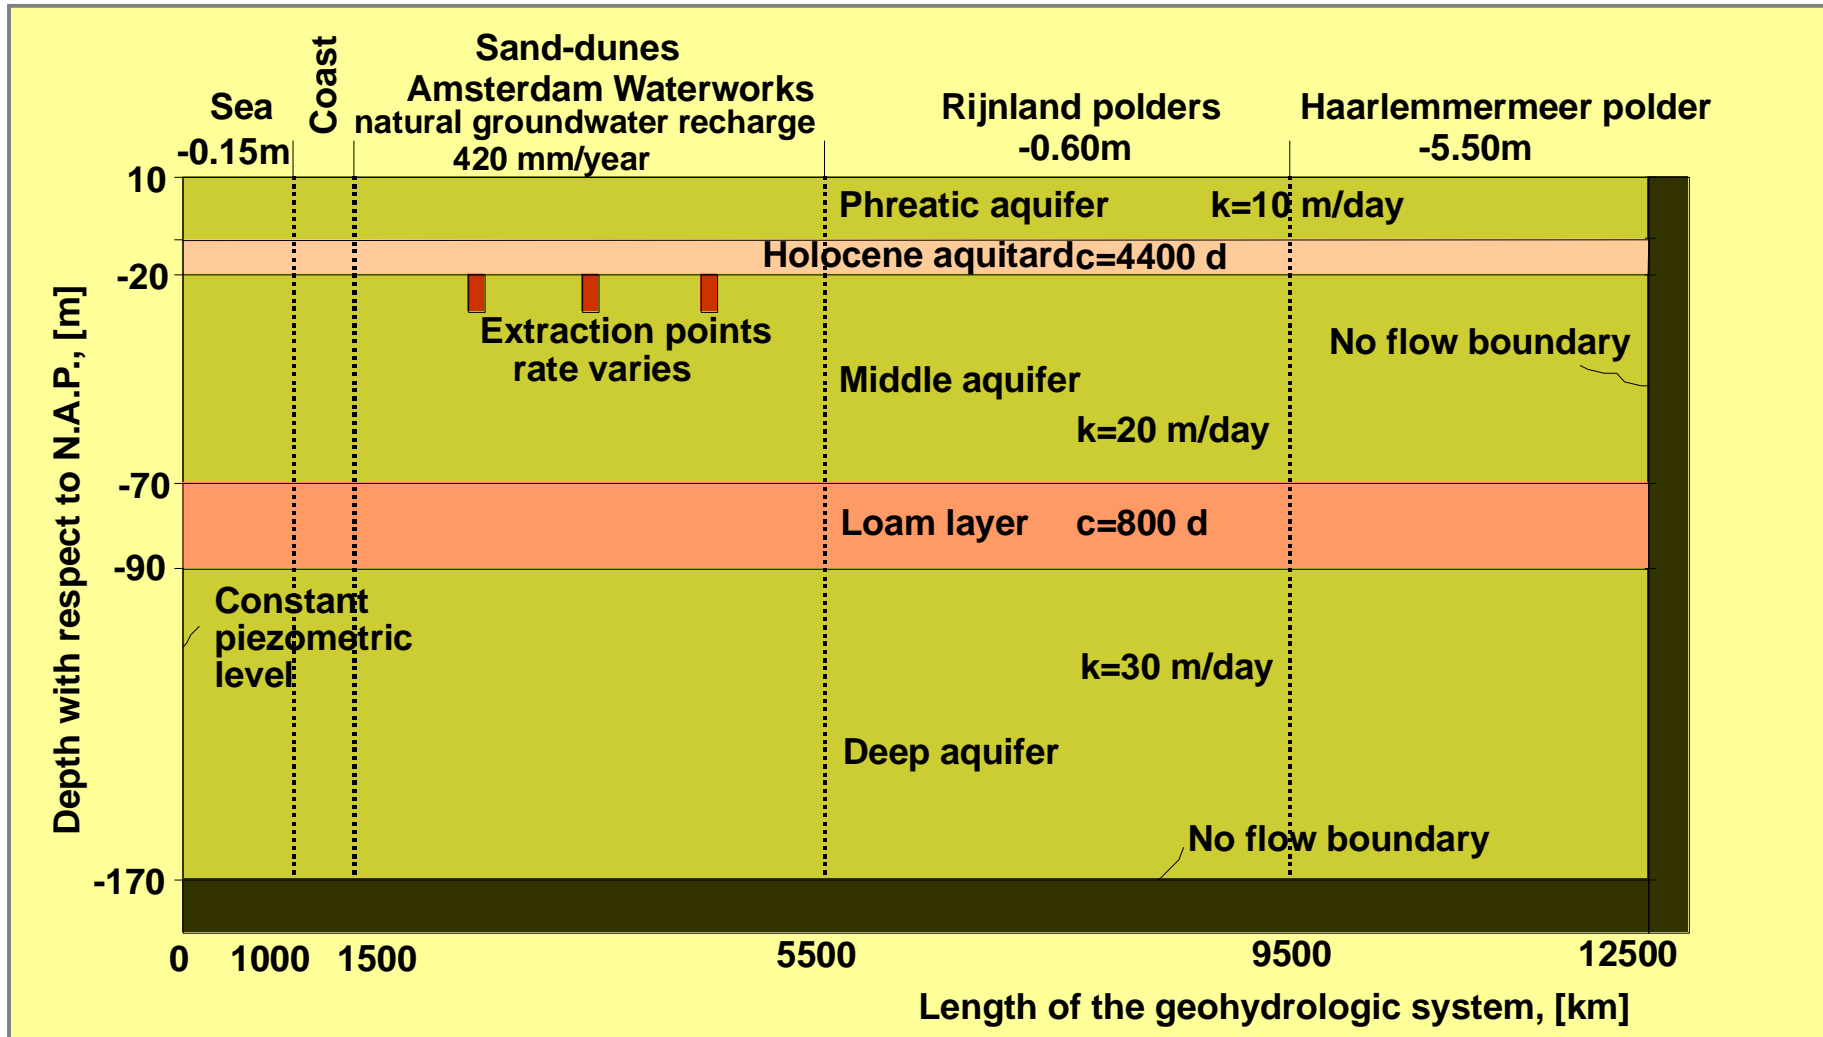 Sand-dunes
Amsterdam Waterworks
natural groundwater recharge
420 mm/year
Sea
-0.15m
Coast
Rijnland polders
-0.60m
Haarlemmermeer polder
-5.50m
10
-20
-70
-90
-170
Depth with respect to N.A.P., [m]
Phreatic aquifer k=10 m/day
Holocene aquitard c=4400 d
Extraction points
rate varies
No flow boundary
Middle aquifer
k=20 m/day
Loam layer c=800 d
Constant
piezometric
level
k=30 m/day
Deep aquifer
No flow boundary
0 1000 1500 5500 9500 12500
Length of the geohydrologic system, [km]